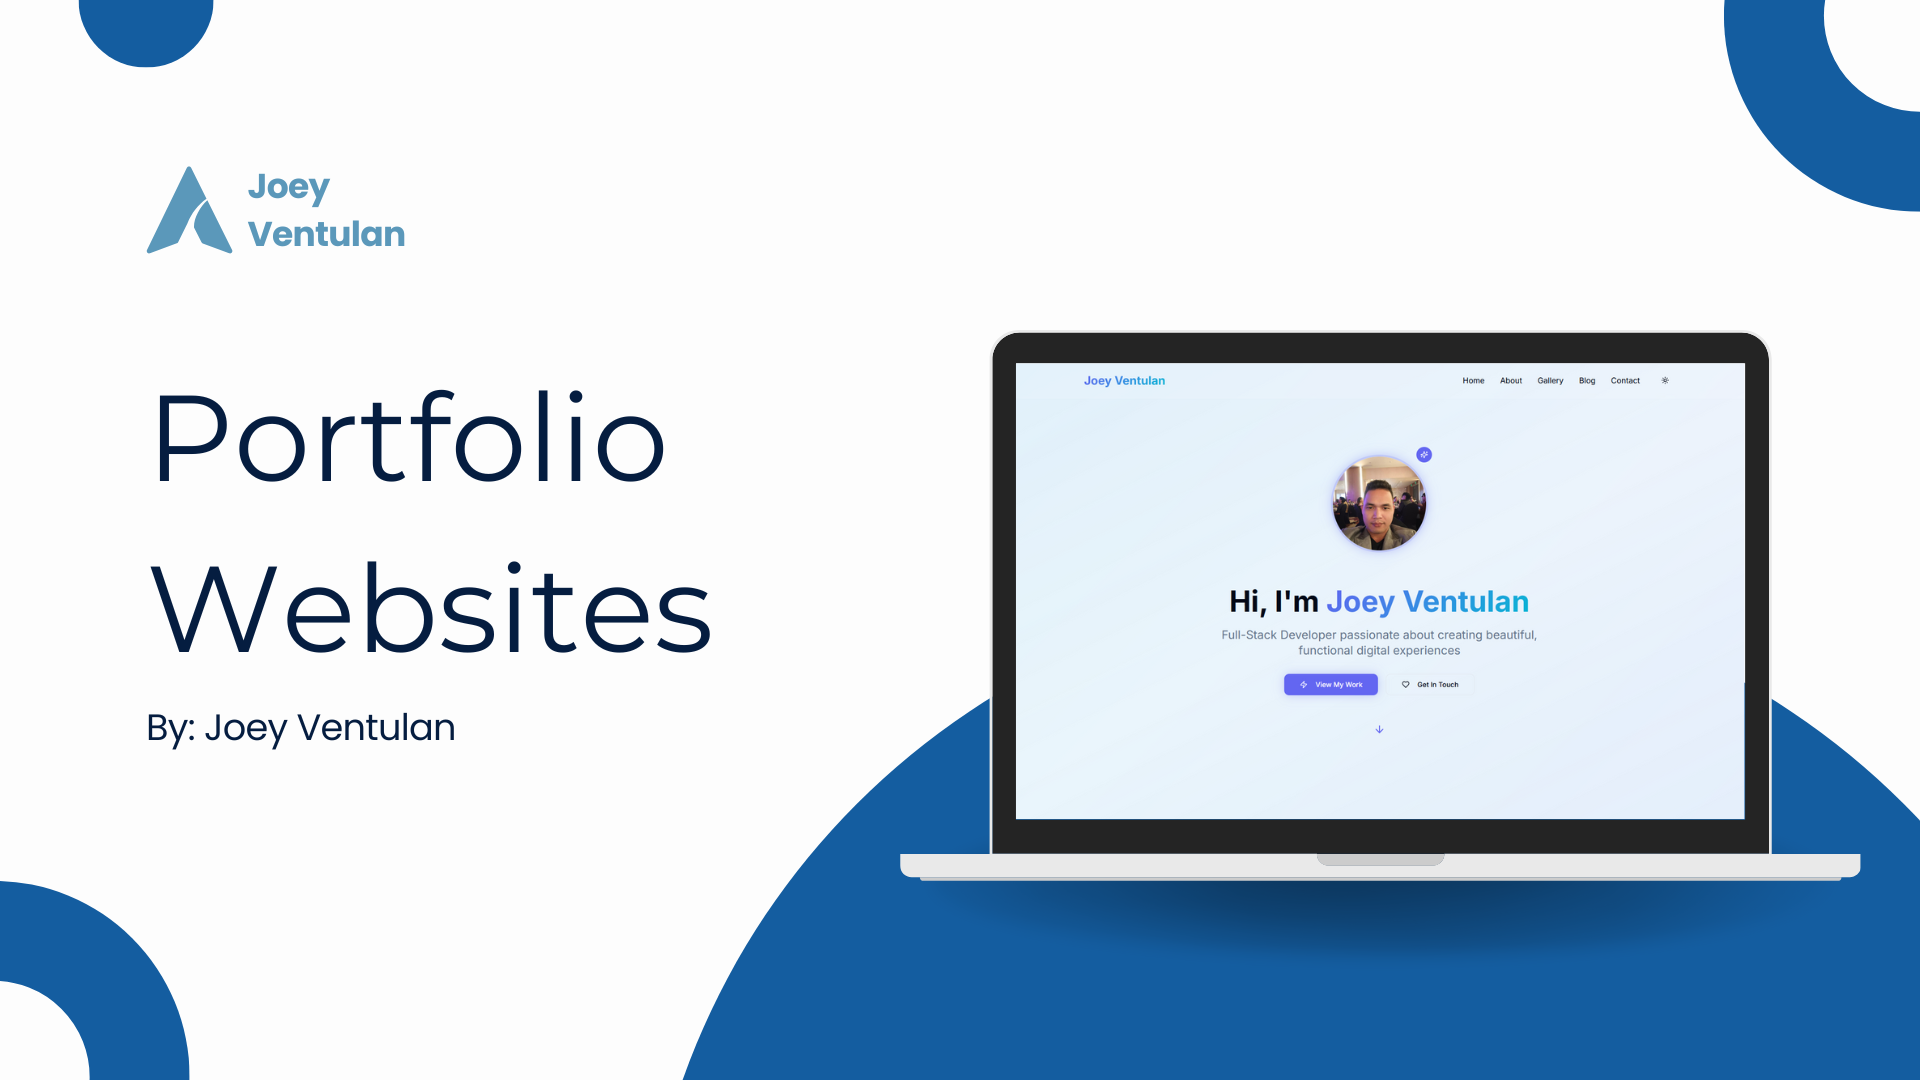 Joey
Ventulan
Portfolio
Websites
By: Joey Ventulan
Joey Ventulan
Home About Gallery Blog Contact
Hi, I'm Joey Ventulan
Full-Stack Developer passionate about creating beautiful,
functional digital experiences
View My Work Get In Touch